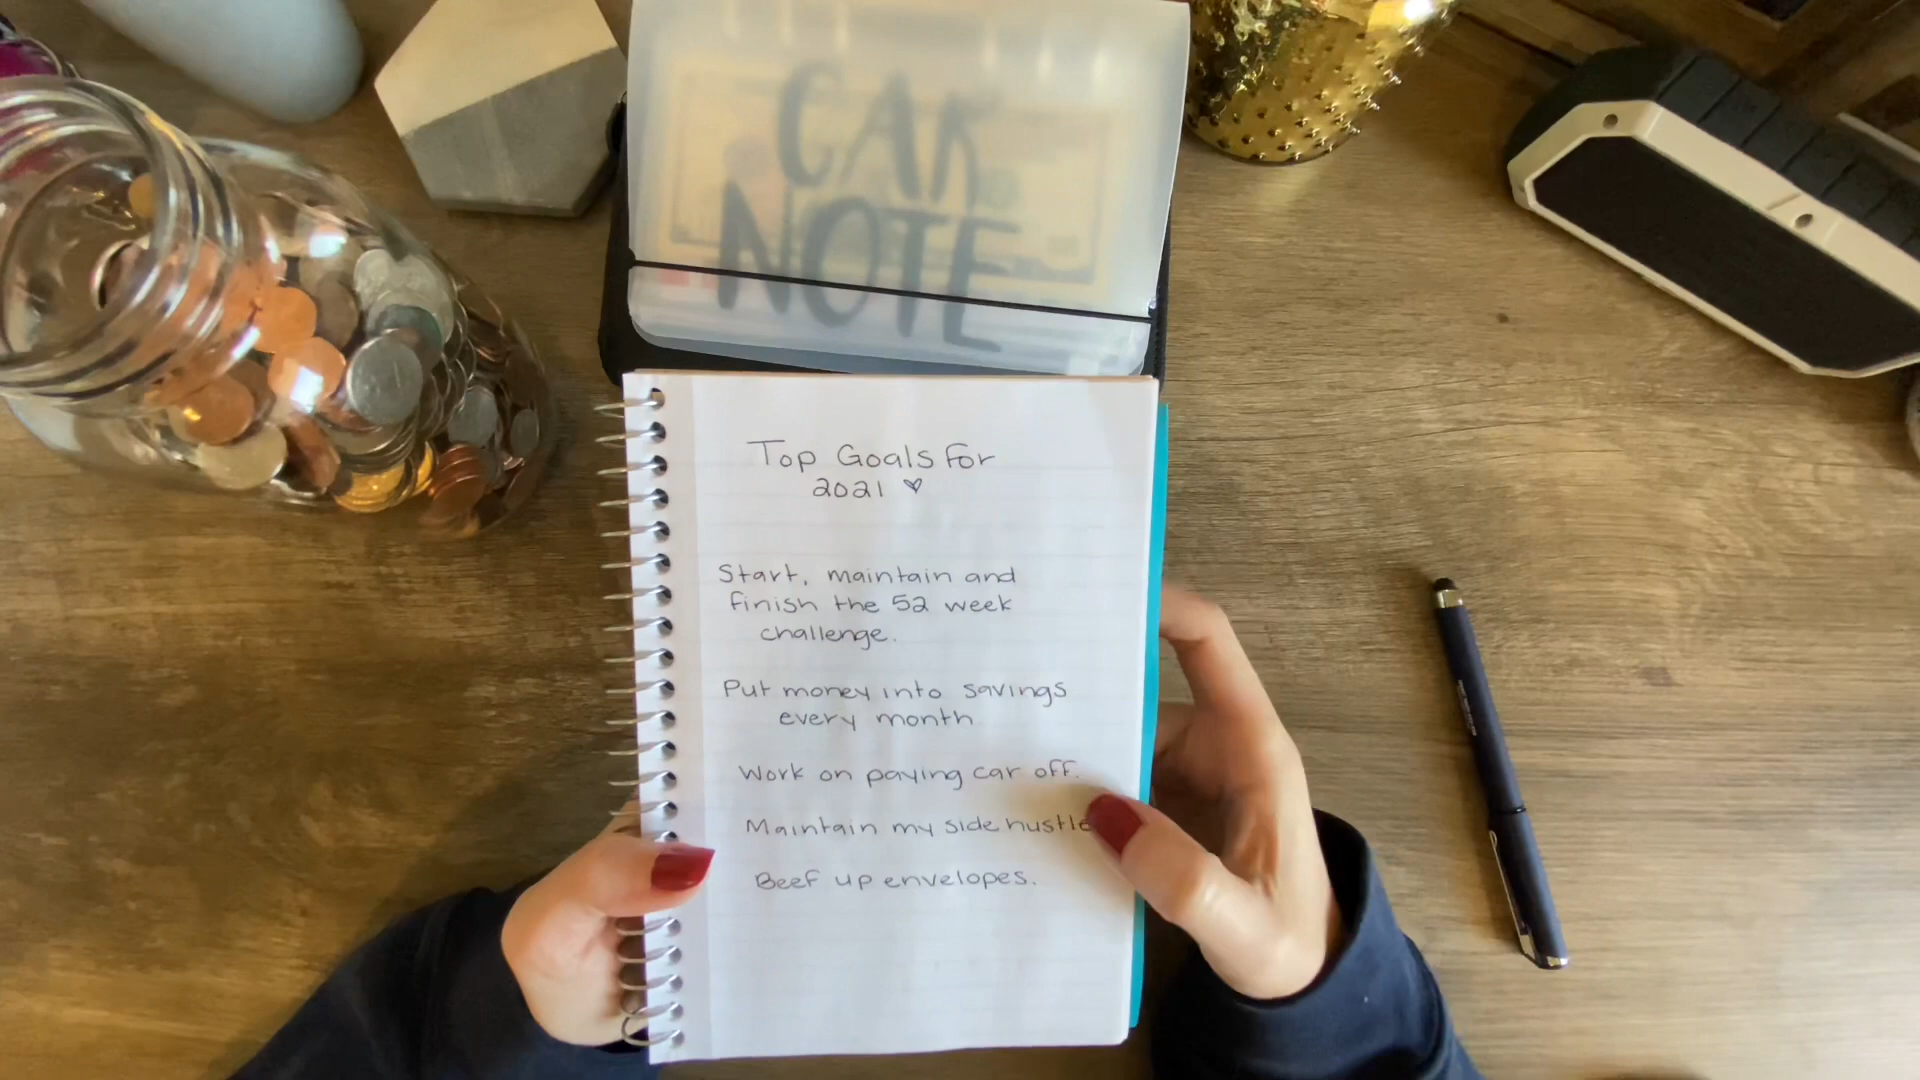 CAR
NOTE
Top Goals For
2021 ♡
Start, maintain and
finish the 52 week
challenge.
Put money into savings
every month
Work on paying car off.
Maintain my side hustle
Beef up envelopes.